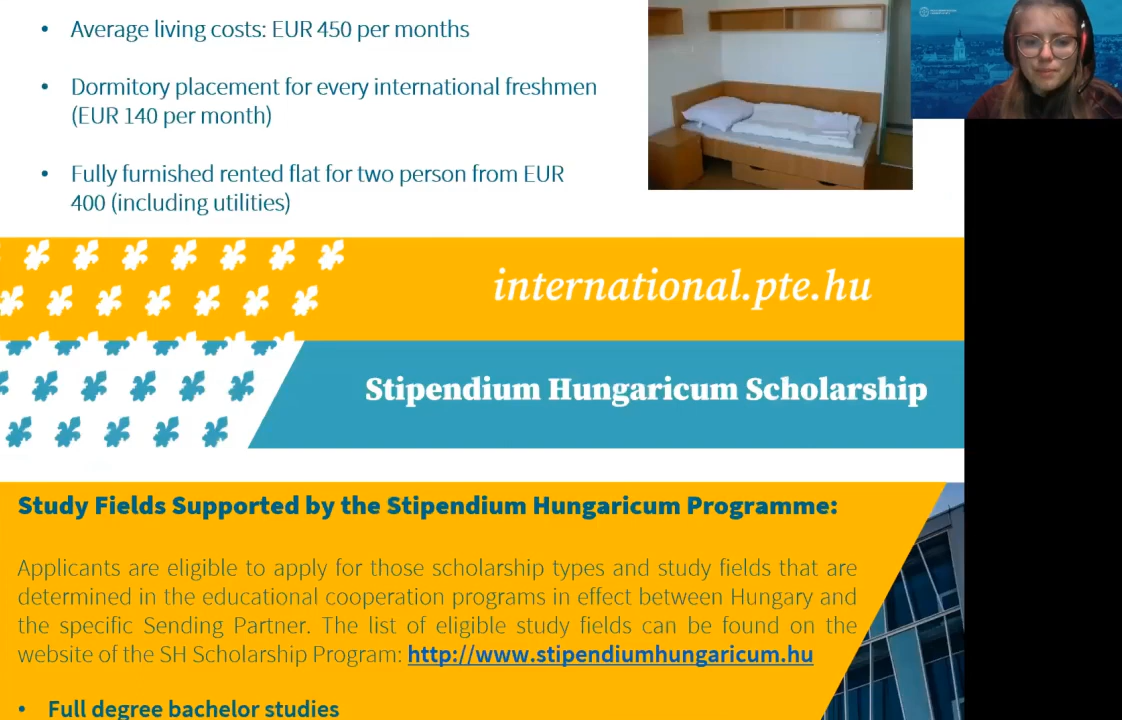 • Average living costs: EUR 450 per months
• Dormitory placement for every international freshmen
(EUR 140 per month)
• Fully furnished rented flat for two person from EUR
400 (including utilities)
international.pte.hu
Stipendium Hungaricum Scholarship
Study Fields Supported by the Stipendium Hungaricum Programme:
Applicants are eligible to apply for those scholarship types and study fields that are
determined in the educational cooperation programs in effect between Hungary and
the specific Sending Partner. The list of eligible study fields can be found on the
website of the SH Scholarship Program: http://www.stipendiumhungaricum.hu
• Full degree bachelor studies